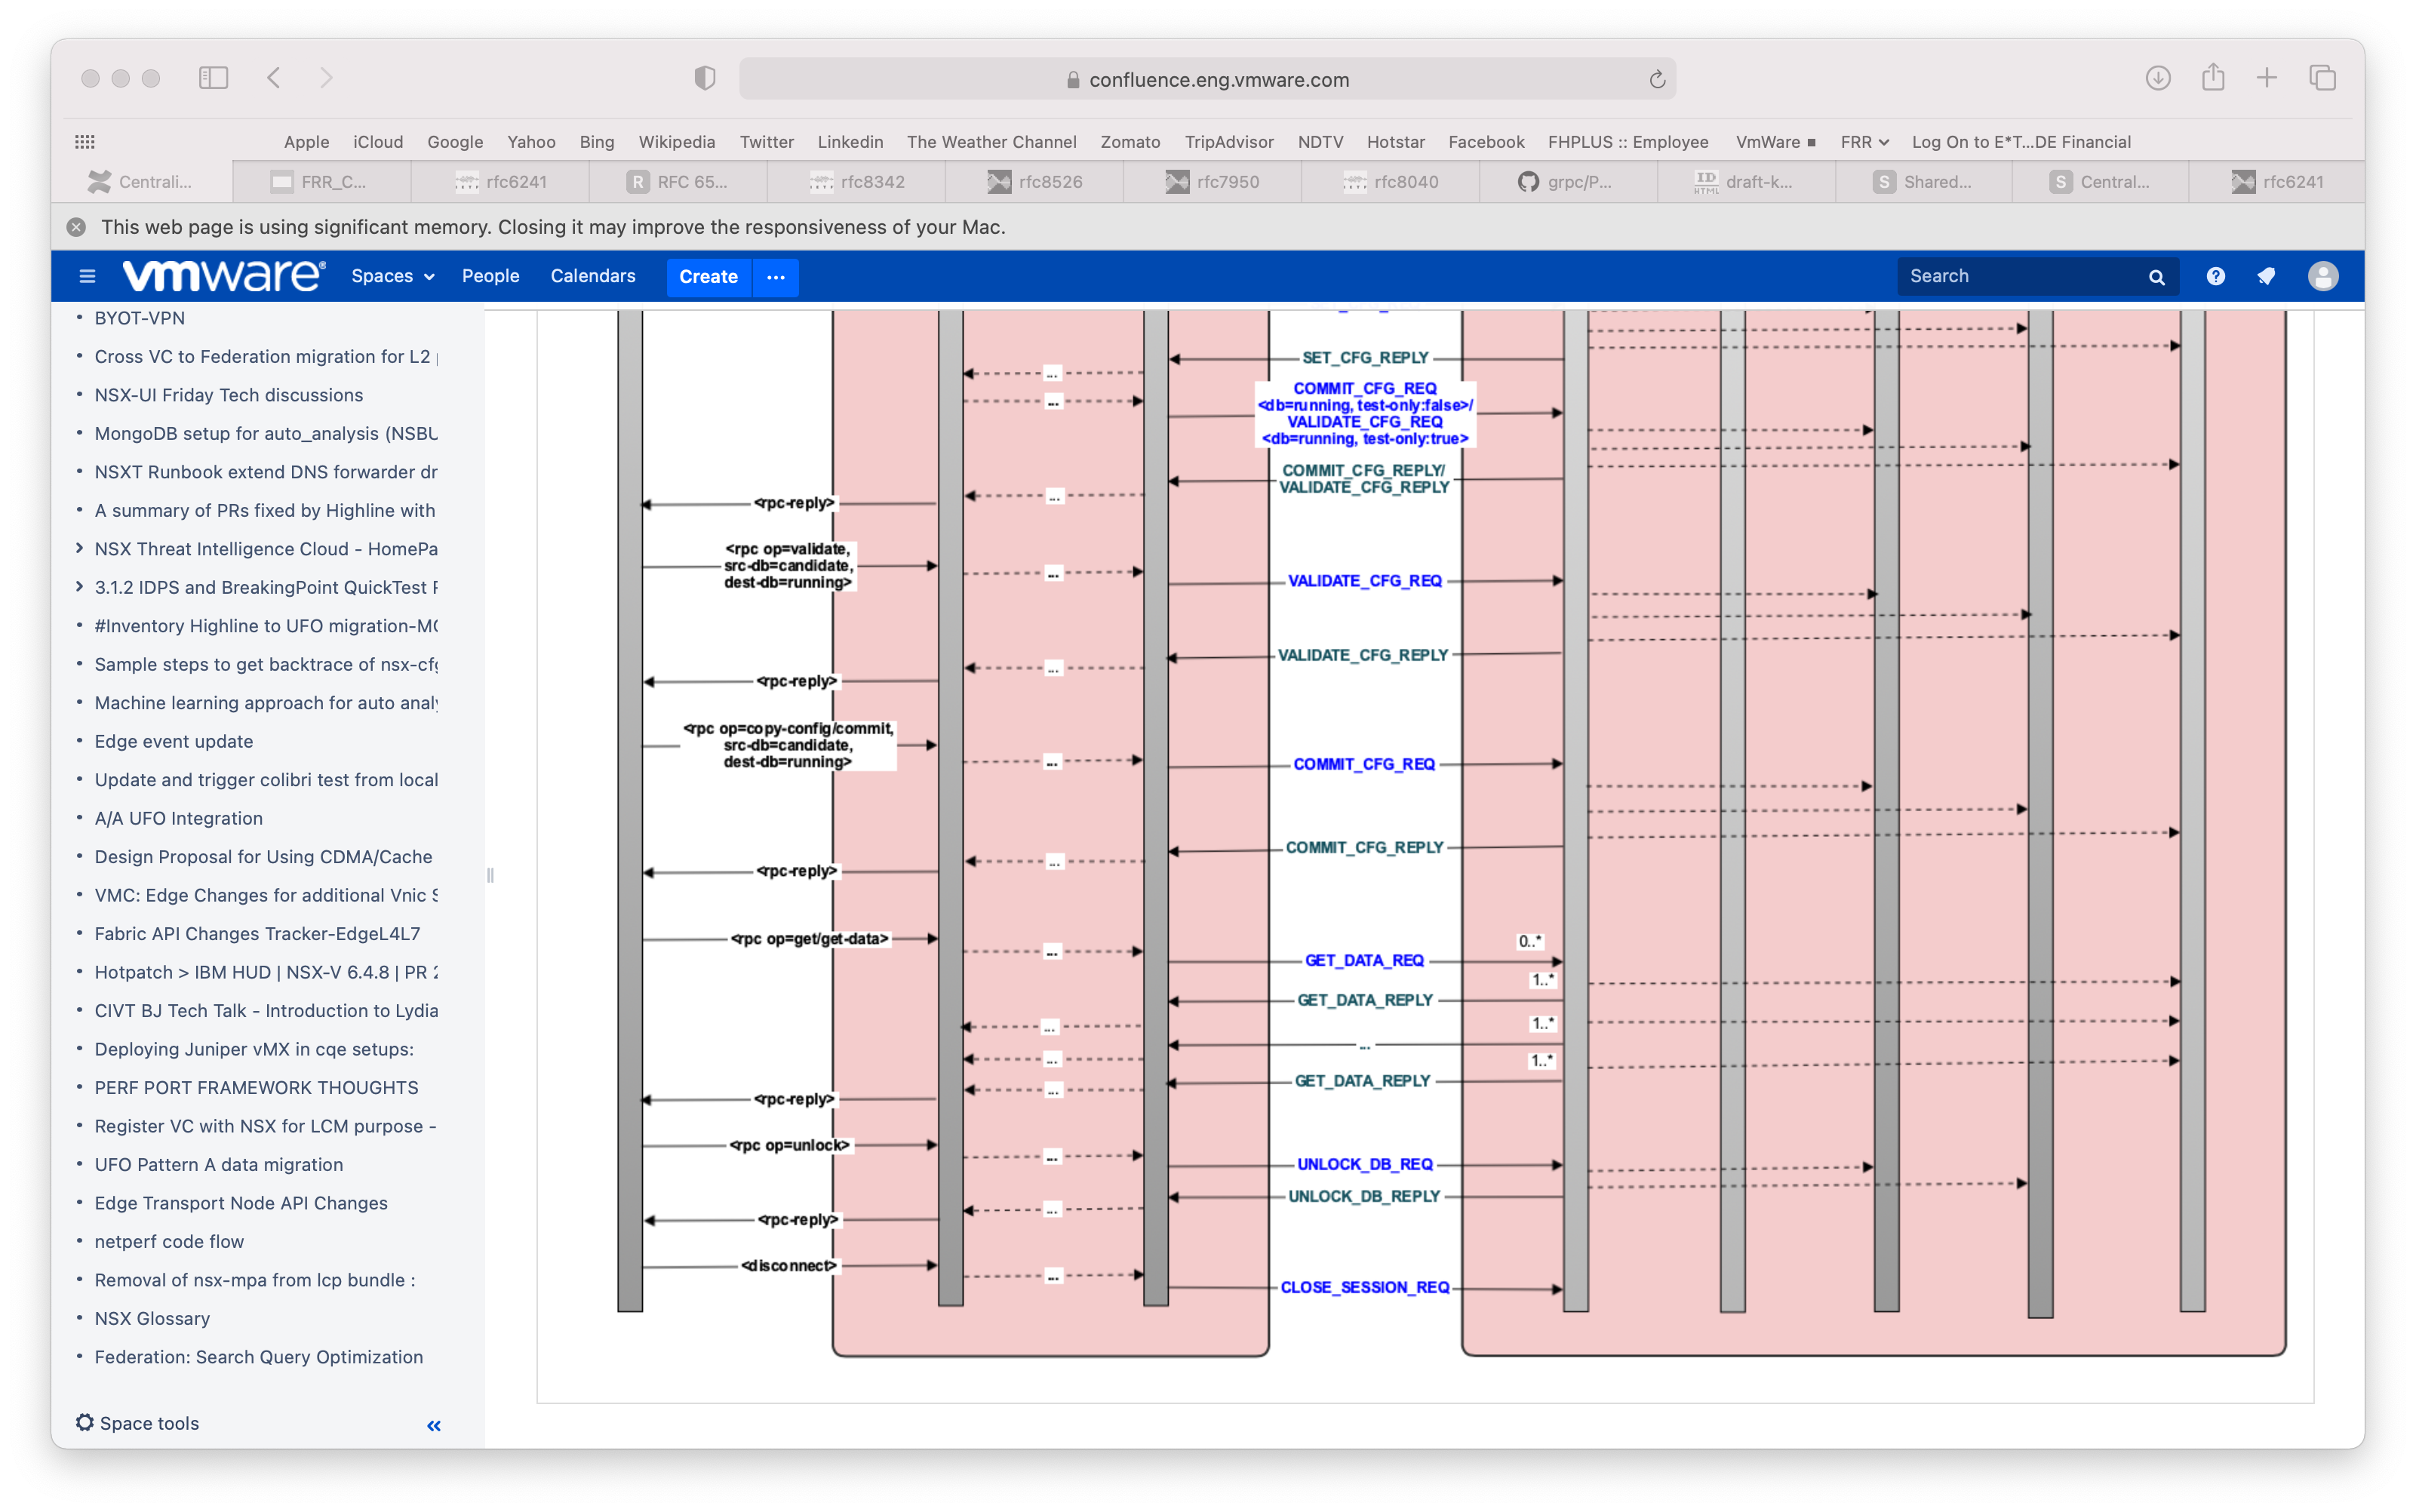 confluence.eng.vmware.com
Apple iCloud Google Yahoo Bing Wikipedia Twitter Linkedin The Weather Channel Zomato TripAdvisor NDTV Hotstar Facebook FHPLUS :: Employee VmWare FRR Log On to E*T...DE Financial
Centrali... FRR_C... rfc6241 RFC 65... rfc8342 rfc8526 rfc7950 rfc8040 grpc/P... draft-k... Shared... Central... rfc6241
This web page is using significant memory. Closing it may improve the responsiveness of your Mac.
vmware Spaces People Calendars Create ... Search
BYOT-VPN
Cross VC to Federation migration for L2
NSX-UI Friday Tech discussions
MongoDB setup for auto_analysis (NSBU
NSXT Runbook extend DNS forwarder dr
A summary of PRs fixed by Highline with
NSX Threat Intelligence Cloud - HomePa
3.1.2 IDPS and BreakingPoint QuickTest
#Inventory Highline to UFO migration-
Sample steps to get backtrace of nsx-cfg
Machine learning approach for auto analy
Edge event update
Update and trigger colibri test from local
A/A UFO Integration
Design Proposal for Using CDMA/Cache
VMC: Edge Changes for additional Vnic
Fabric API Changes Tracker-EdgeL4L7
Hotpatch > IBM HUD | NSX-V 6.4.8 | PR 2
CIVT BJ Tech Talk - Introduction to Lydia
Deploying Juniper vMX in cqe setups:
PERF PORT FRAMEWORK THOUGHTS
Register VC with NSX for LCM purpose -
UFO Pattern A data migration
Edge Transport Node API Changes
netperf code flow
Removal of nsx-mpa from lcp bundle :
NSX Glossary
Federation: Search Query Optimization
Space tools
SET_CFG_REPLY
...
COMMIT_CFG_REQ
<db=running, test-only:false>/
VALIDATE_CFG_REQ
<db=running, test-only:true>
...
COMMIT_CFG_REPLY/
VALIDATE_CFG_REPLY
...
<rpc-reply>
<rpc op=validate,
src-db=candidate,
dest-db=running>
...
VALIDATE_CFG_REQ
VALIDATE_CFG_REPLY
...
<rpc-reply>
<rpc op=copy-config/commit,
src-db=candidate,
dest-db=running>
...
COMMIT_CFG_REQ
COMMIT_CFG_REPLY
...
<rpc-reply>
<rpc op=get/get-data>
...
0..*
GET_DATA_REQ
1..*
GET_DATA_REPLY
...
1..*
...
...
1..*
GET_DATA_REPLY
...
<rpc-reply>
<rpc op=unlock>
...
UNLOCK_DB_REQ
UNLOCK_DB_REPLY
...
<rpc-reply>
<disconnect>
...
CLOSE_SESSION_REQ